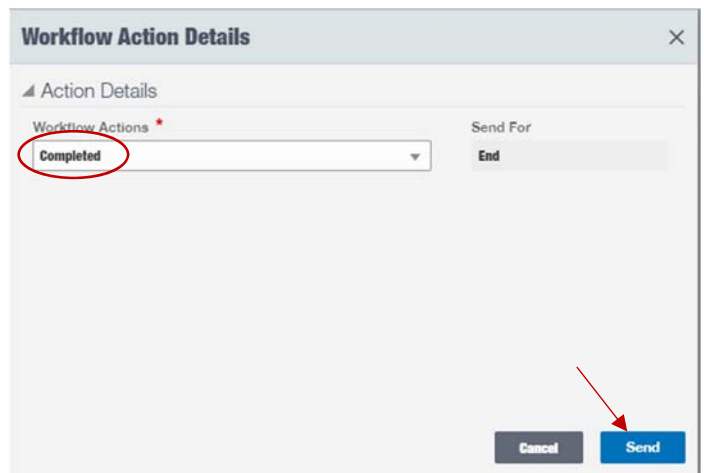 Workflow Action Details
Action Details
Workflow Actions *
Send For
Completed
End
Cancel
Send